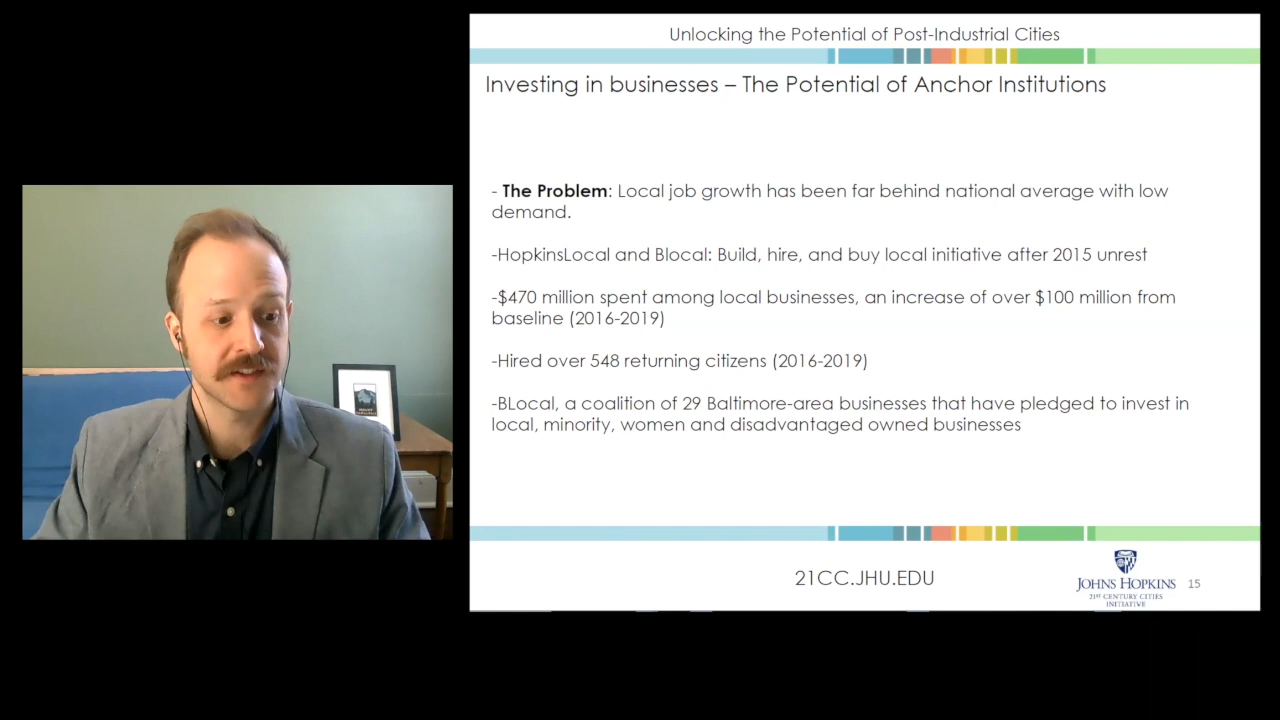 Unlocking the Potential of Post-Industrial Cities
Investing in businesses – The Potential of Anchor Institutions
- The Problem: Local job growth has been far behind national average with low
demand.
-HopkinsLocal and Blocal: Build, hire, and buy local initiative after 2015 unrest
-$470 million spent among local businesses, an increase of over $100 million from
baseline (2016-2019)
-Hired over 548 returning citizens (2016-2019)
-BLocal, a coalition of 29 Baltimore-area businesses that have pledged to invest in
local, minority, women and disadvantaged owned businesses
21CC.JHU.EDU
JOHNS HOPKINS
21ST CENTURY CITIES
INITIATIVE
15